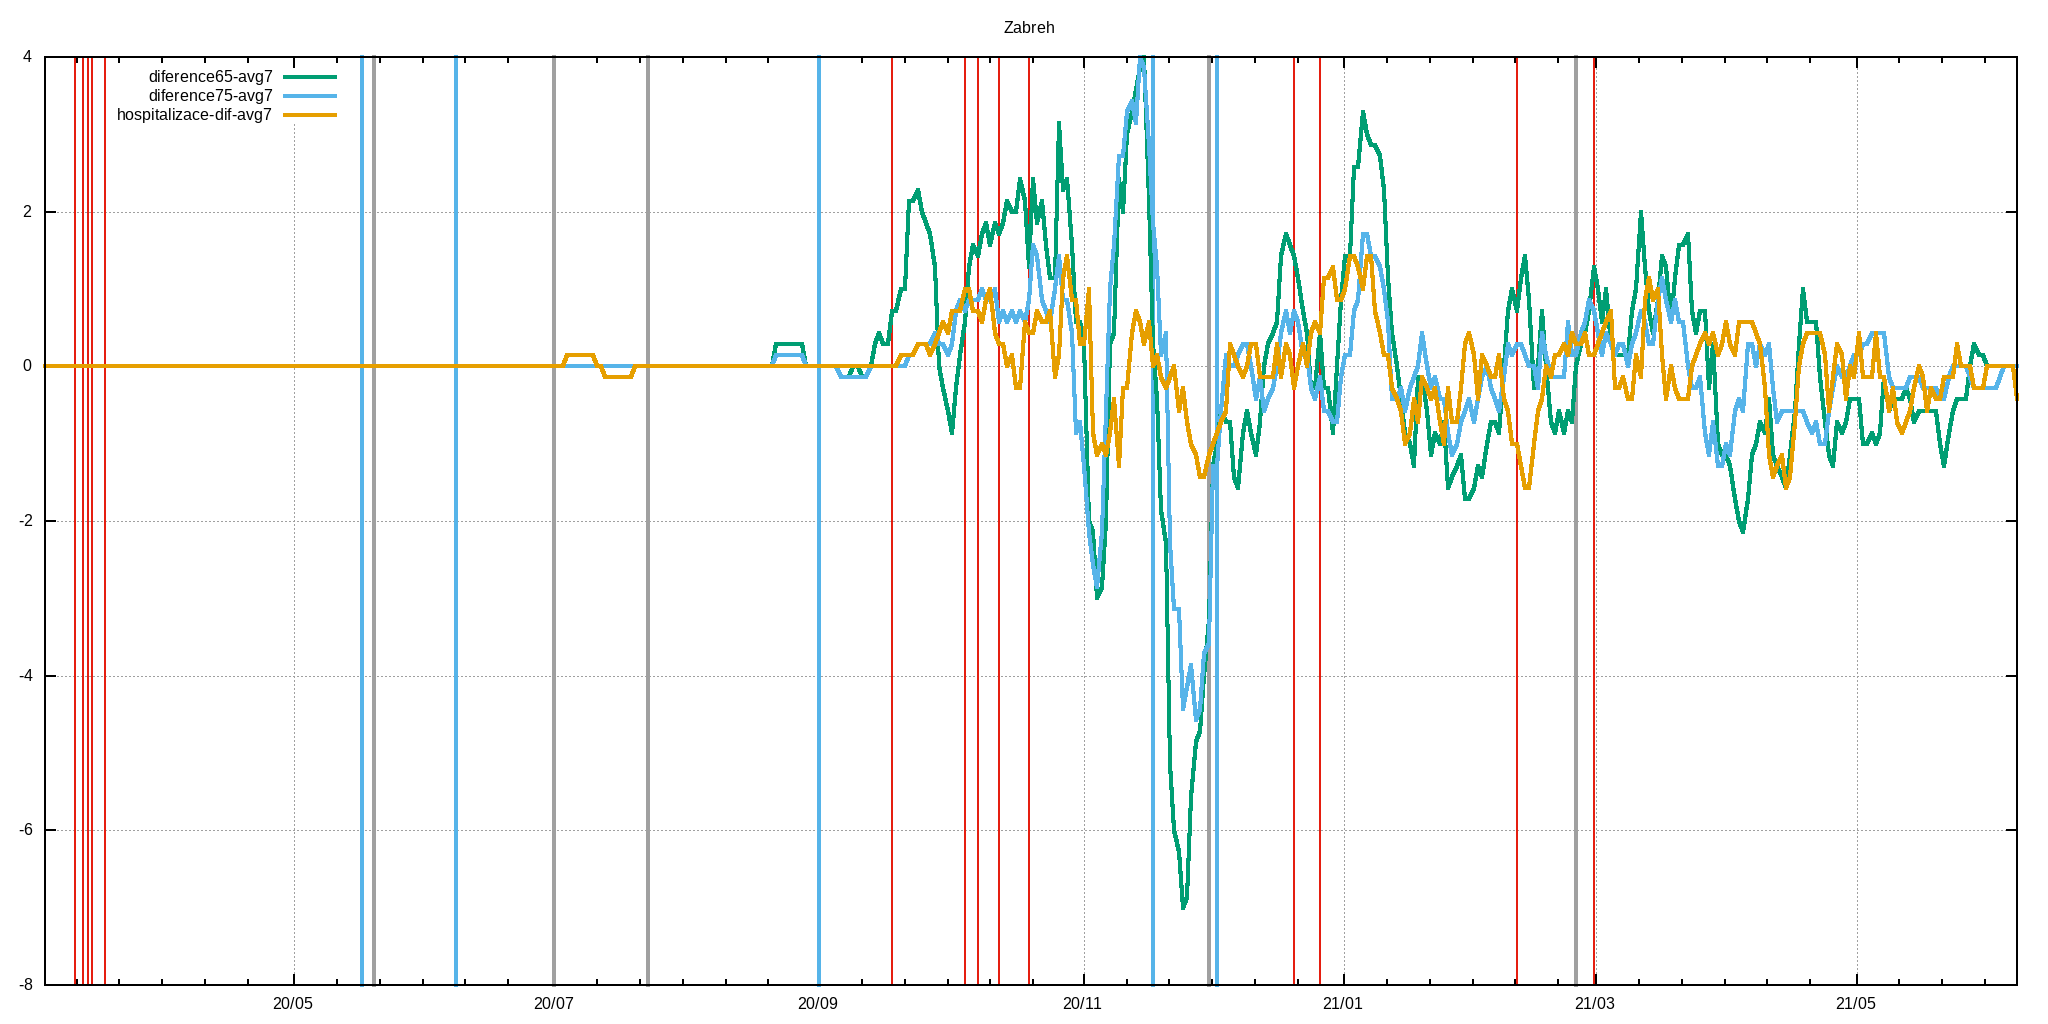 Zabreh
diference65-avg7
diference75-avg7
hospitalizace-dif-avg7
4
2
0
-2
-4
-6
-8
20/05 20/07 20/09 20/11 21/01 21/03 21/05